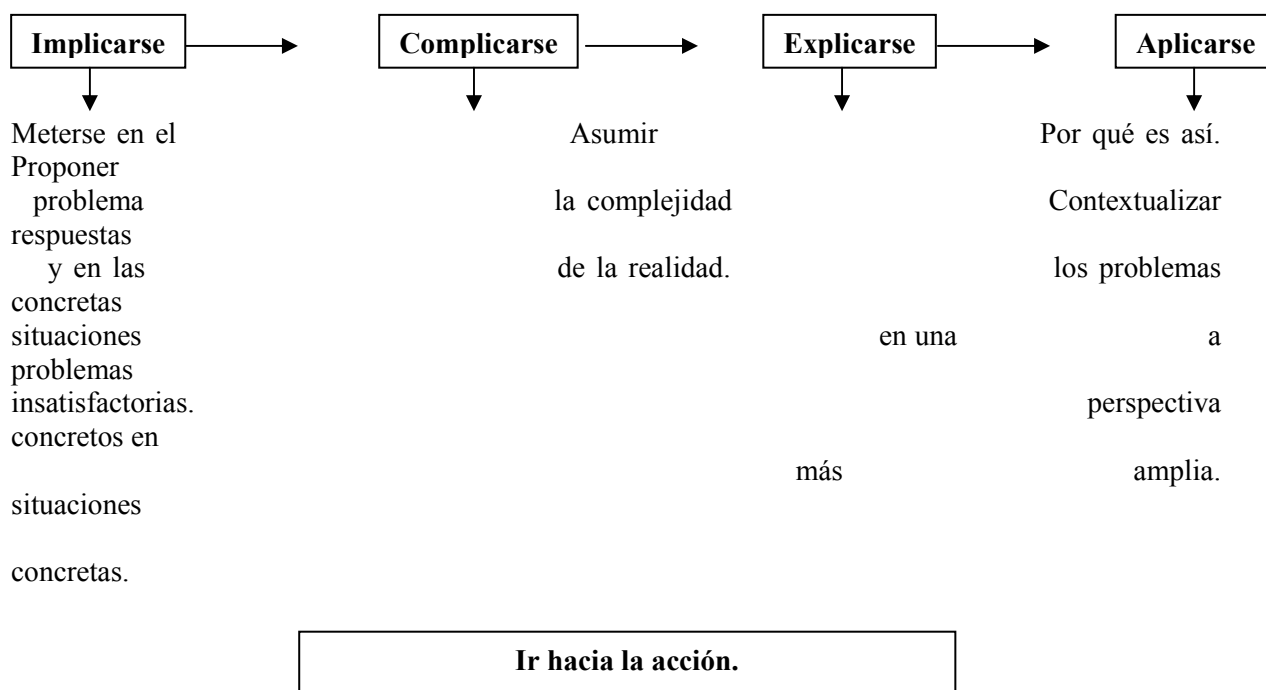 Implicarse Complicarse Explicarse Aplicarse
Meterse en el Asumir Por qué es así.
Proponer
problema la complejidad Contextualizar
respuestas
y en las de la realidad. los problemas
concretas
situaciones en una a
problemas
insatisfactorias. perspectiva
concretos en
más amplia.
situaciones
concretas.
Ir hacia la acción.